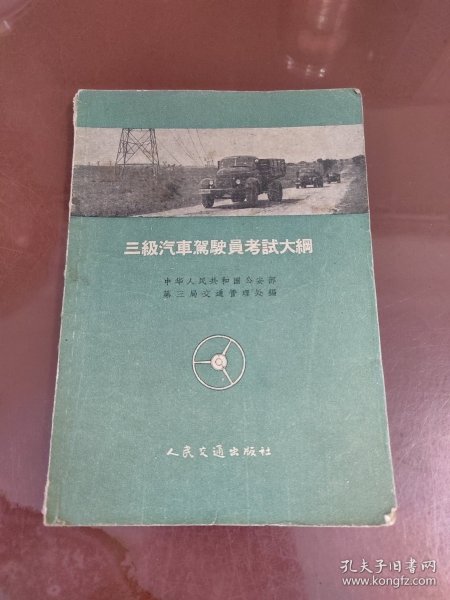 三級汽車駕駛員考試大綱
中华人民共和國公安部
第三局交通管理处編
人民交通出版社
孔夫子旧书网
www.kongfz.com